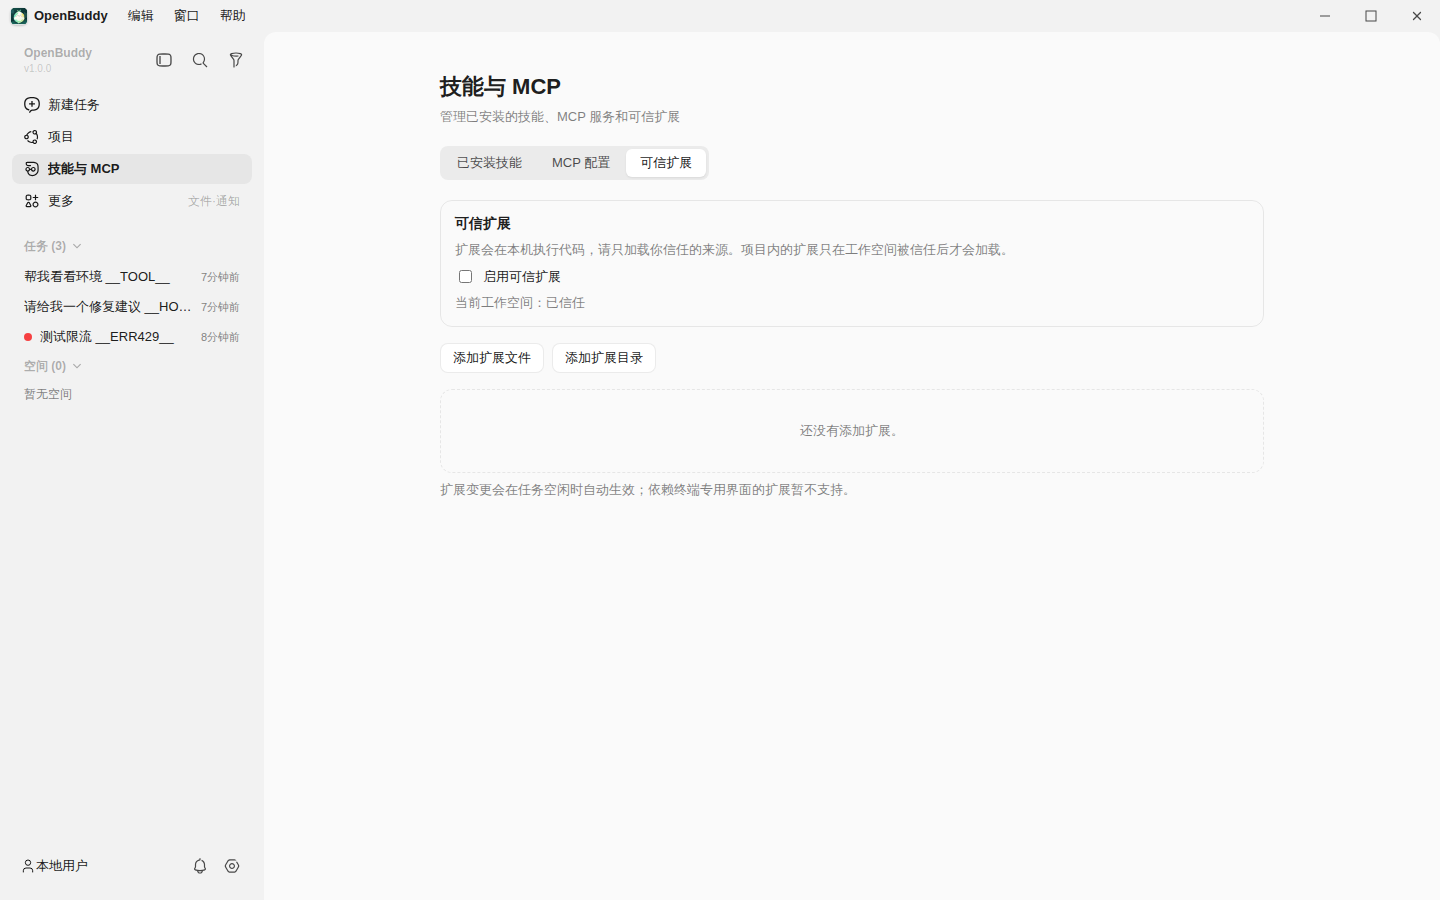 OpenBuddy 编辑 窗口 帮助
OpenBuddy
v1.0.0
新建任务
项目
技能与 MCP
更多 文件·通知
任务 (3)
帮我看看环境 __TOOL__ 7分钟前
请给我一个修复建议 __HO... 7分钟前
测试限流 __ERR429__ 8分钟前
空间 (0)
暂无空间
本地用户
技能与 MCP
管理已安装的技能、MCP 服务和可信扩展
已安装技能 MCP 配置 可信扩展
可信扩展
扩展会在本机执行代码，请只加载你信任的来源。项目内的扩展只在工作空间被信任后才会加载。
启用可信扩展
当前工作空间：已信任
添加扩展文件 添加扩展目录
还没有添加扩展。
扩展变更会在任务空闲时自动生效；依赖终端专用界面的扩展暂不支持。